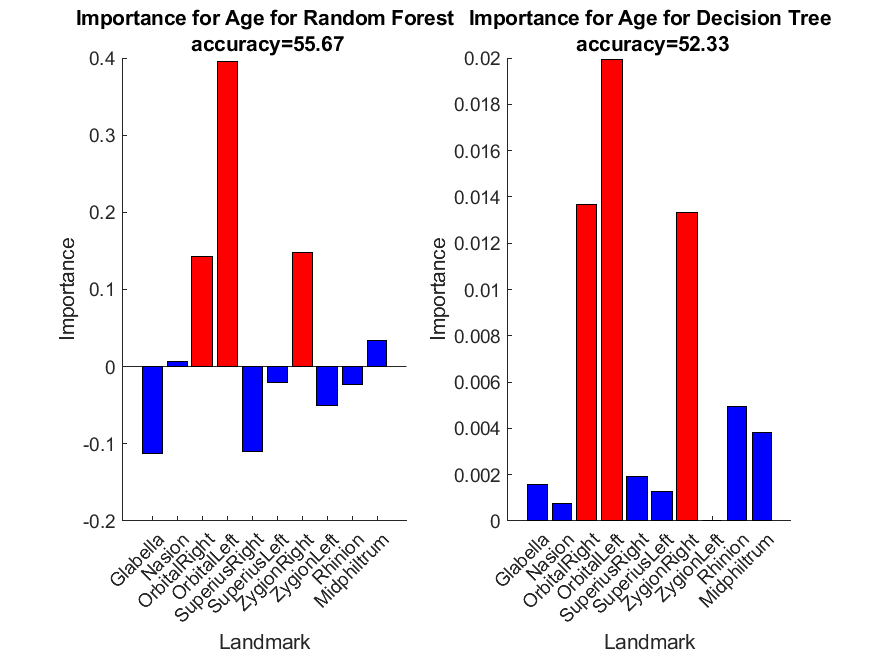 Importance for Age for Random Forest
accuracy=55.67
0.4
0.3
0.2
0.1
0
-0.1
-0.2
Importance
Glabella
Nasion
OrbitalRight
OrbitalLeft
SuperiusRight
SuperiusLeft
ZygionRight
ZygionLeft
Rhinion
Midphiltrum
Landmark
Importance for Age for Decision Tree
accuracy=52.33
0.02
0.018
0.016
0.014
0.012
0.01
0.008
0.006
0.004
0.002
0
Importance
Glabella
Nasion
OrbitalRight
OrbitalLeft
SuperiusRight
SuperiusLeft
ZygionRight
ZygionLeft
Rhinion
Midphiltrum
Landmark